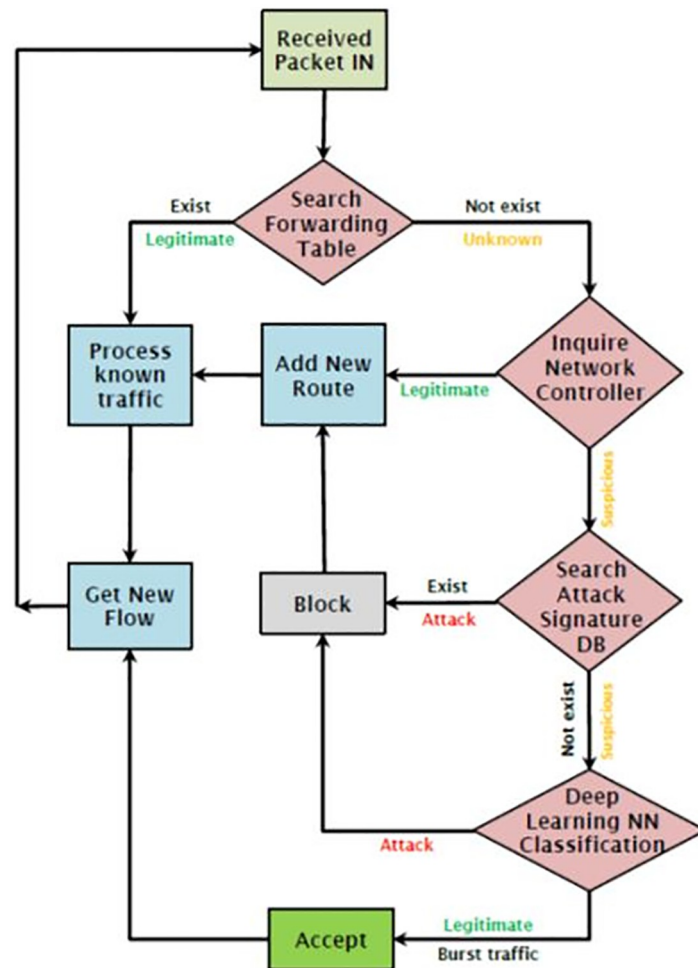 Received
Packet IN
Search
Forwarding
Table
Exist
Legitimate
Not exist
Unknown
Process
known
traffic
Add New
Route
Legitimate
Inquire
Network
Controller
Suspicious
Get New
Flow
Block
Exist
Attack
Search
Attack
Signature
DB
Not exist
Suspicious
Deep
Learning NN
Classification
Attack
Accept
Legitimate
Burst traffic